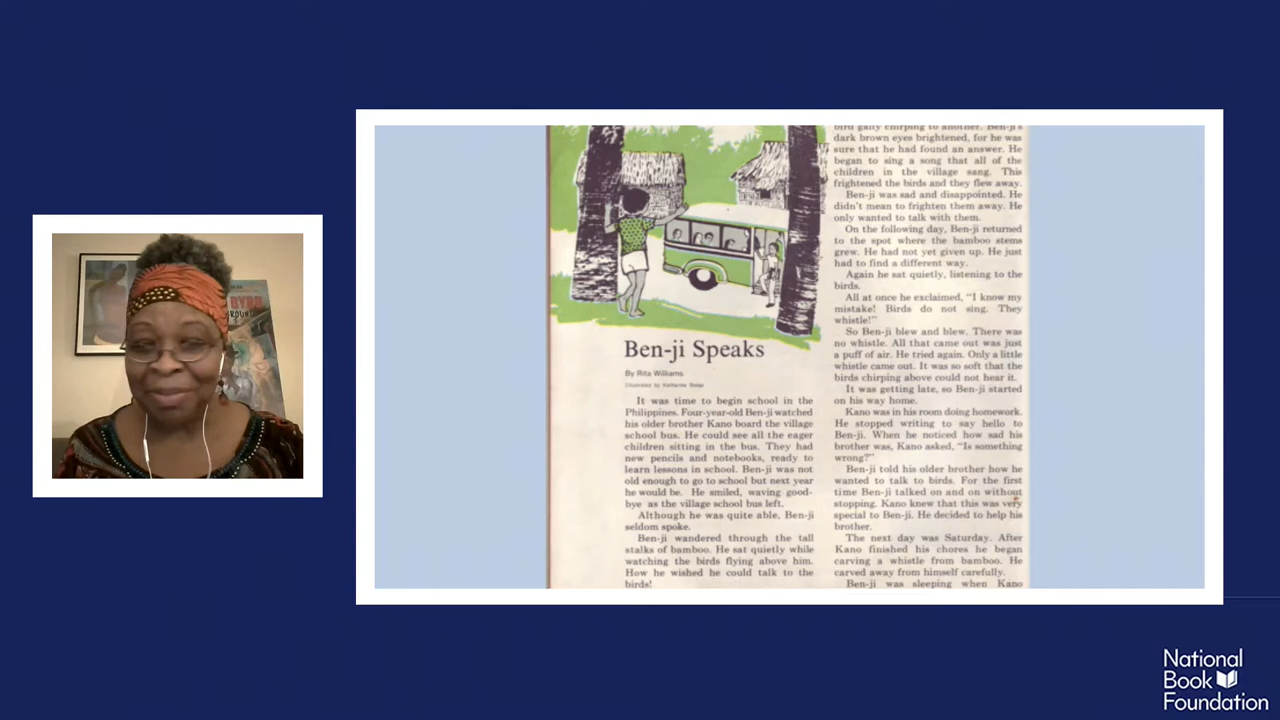 BYRD
Ben-ji Speaks
By Rita Williams
It was time to begin school in the
Philippines. Four-year-old Ben-ji watched
his older brother Kano board the village
school bus. He could see all the eager
children sitting in the bus. They had
new pencils and notebooks, ready to
learn lessons in school. Ben-ji was not
old enough to go to school but next year
he would be. He smiled, waving good-
bye as the village school bus left.
Although he was quite able, Ben-ji
seldom spoke.
Ben-ji wandered through the tall
stalks of bamboo. He sat quietly while
watching the birds flying above him.
How he wished he could talk to the
birds!
bird gaily chirping to another. Ben-ji's
dark brown eyes brightened, for he was
sure that he had found an answer. He
began to sing a song that all of the
children in the village sang. This
frightened the birds and they flew away.
Ben-ji was sad and disappointed. He
didn't mean to frighten them away. He
only wanted to talk with them.
On the following day, Ben-ji returned
to the spot where the bamboo stems
grew. He had not yet given up. He just
had to find a different way.
Again he sat quietly, listening to the
birds.
All at once he exclaimed, "I know my
mistake! Birds do not sing. They
whistle!"
So Ben-ji blew and blew. There was
no whistle. All that came out was just
a puff of air. He tried again. Only a little
whistle came out. It was so soft that the
birds chirping above could not hear it.
It was getting late, so Ben-ji started
on his way home.
Kano was in his room doing homework.
He stopped writing to say hello to
Ben-ji. When he noticed how sad his
brother was, Kano asked, "Is something
wrong?"
Ben-ji told his older brother how he
wanted to talk to birds. For the first
time Ben-ji talked on and on without
stopping. Kano knew that this was very
special to Ben-ji. He decided to help his
brother.
The next day was Saturday. After
Kano finished his chores he began
carving a whistle from bamboo. He
carved away from himself carefully.
Ben-ji was sleeping when Kano
National
Book
Foundation